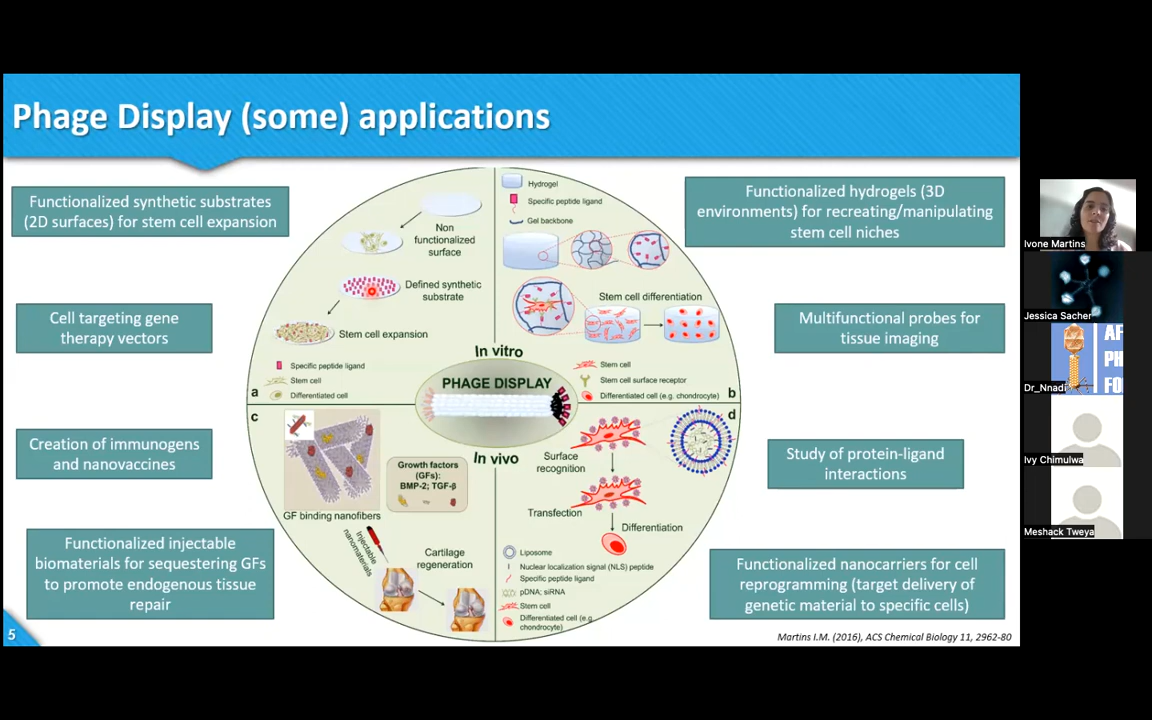 Phage Display (some) applications
Functionalized synthetic substrates
(2D surfaces) for stem cell expansion
Cell targeting gene
therapy vectors
Creation of immunogens
and nanovaccines
Functionalized injectable
biomaterials for sequestering GFs
to promote endogenous tissue
repair
Non
functionalized
surface
Defined synthetic
substrate
Stem cell expansion
Specific peptide ligand
Stem cell
Differentiated cell
a
Hydrogel
Specific peptide ligand
Gel backbone
Stem cell differentiation
Stem cell
Stem cell surface receptor
Differentiated cell (e.g. chondrocyte)
b
In vitro
PHAGE DISPLAY
In vivo
c
Growth factors
(GFs):
BMP-2; TGF-β
GF binding nanofibers
Injectable
nanomaterials
Cartilage
regeneration
d
Surface
recognition
Transfection
Differentiation
Liposome
Nuclear localization signal (NLS) peptide
Specific peptide ligand
pDNA; siRNA
Stem cell
Differentiated cell (e.g
chondrocyte)
Functionalized hydrogels (3D
environments) for recreating/manipulating
stem cell niches
Multifunctional probes for
tissue imaging
Study of protein-ligand
interactions
Functionalized nanocarriers for cell
reprogramming (target delivery of
genetic material to specific cells)
Martins I.M. (2016), ACS Chemical Biology 11, 2962-80
5
Ivone Martins
Jessica Sacher
AF
PH
FO
Dr_Nnadi
Ivy Chimulwa
Meshack Tweya